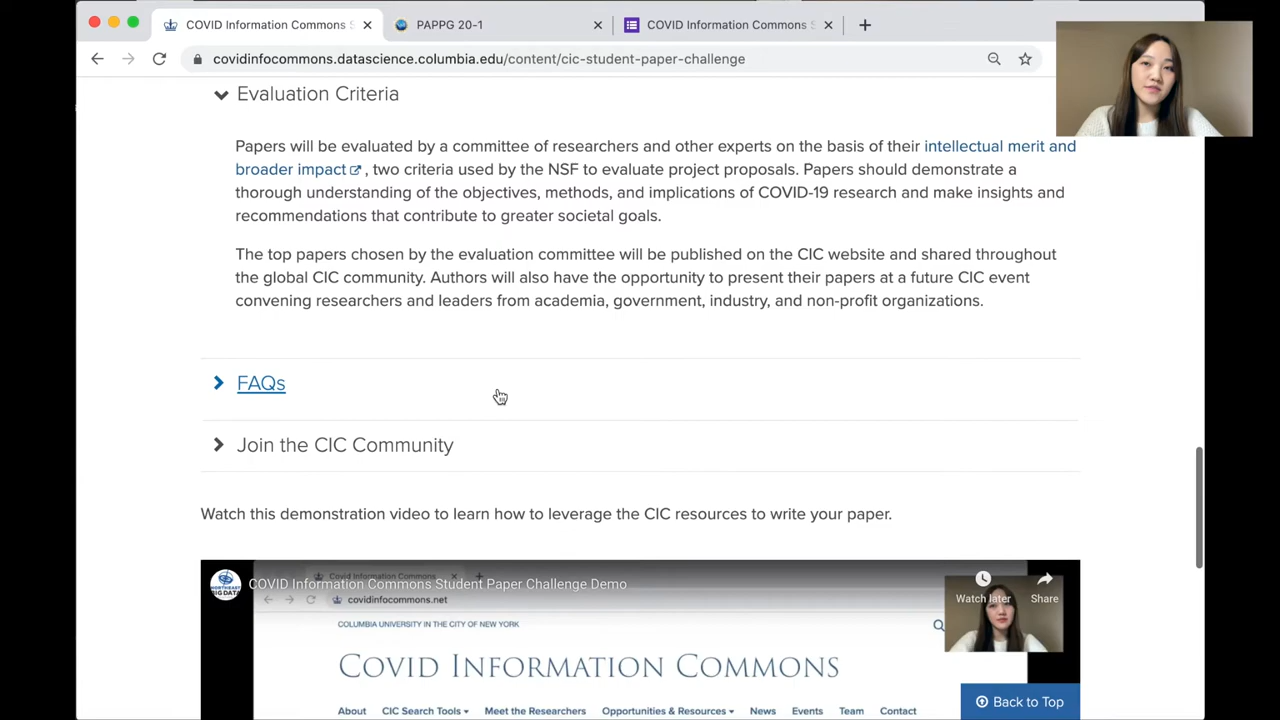 COVID Information Commons S
PAPPG 20-1
COVID Information Commons S
covidinfocommons.datascience.columbia.edu/content/cic-student-paper-challenge
Evaluation Criteria
Papers will be evaluated by a committee of researchers and other experts on the basis of their intellectual merit and
broader impact , two criteria used by the NSF to evaluate project proposals. Papers should demonstrate a
thorough understanding of the objectives, methods, and implications of COVID-19 research and make insights and
recommendations that contribute to greater societal goals.
The top papers chosen by the evaluation committee will be published on the CIC website and shared throughout
the global CIC community. Authors will also have the opportunity to present their papers at a future CIC event
convening researchers and leaders from academia, government, industry, and non-profit organizations.
FAQs
Join the CIC Community
Watch this demonstration video to learn how to leverage the CIC resources to write your paper.
NORTHEAST
BIG DATA
Covid Information Commons
COVID Information Commons Student Paper Challenge Demo
Watch later
Share
covidinfocommons.net
COLUMBIA UNIVERSITY IN THE CITY OF NEW YORK
COVID INFORMATION COMMONS
About CIC Search Tools Meet the Researchers Opportunities & Resources News Events Team Contact
Back to Top